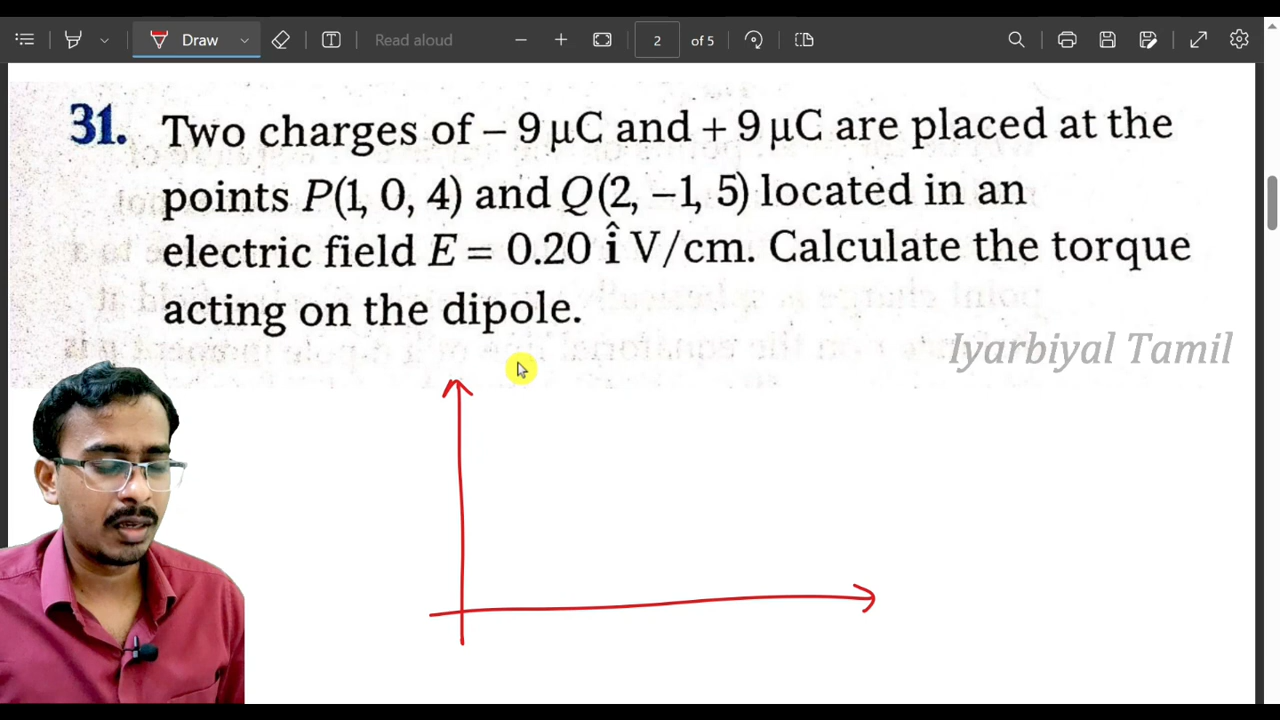 Draw
Read aloud
2
of 5
31. Two charges of – 9 μC and + 9 μC are placed at the
points P(1, 0, 4) and Q(2, –1, 5) located in an
electric field E = 0.20 î V/cm. Calculate the torque
acting on the dipole.
Iyarbiyal Tamil